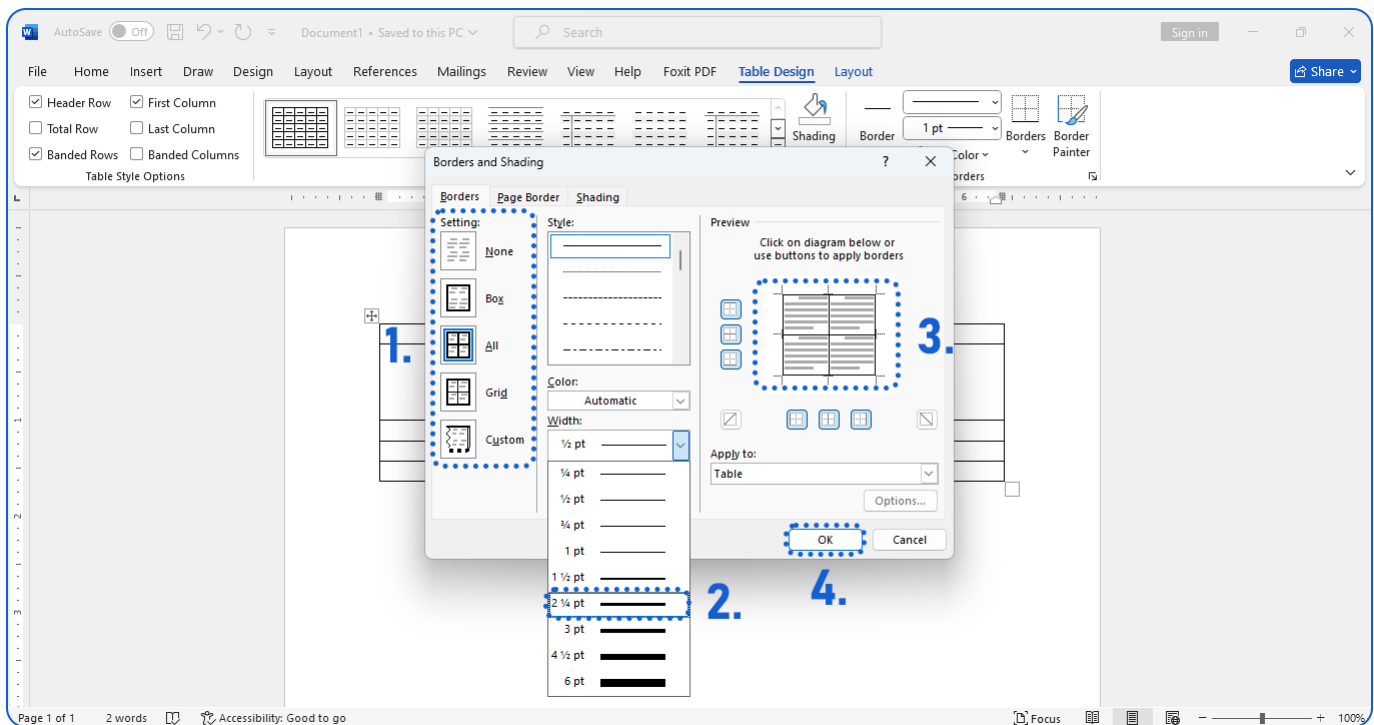 AutoSave Off Document1 • Saved to this PC Search Sign in
File Home Insert Draw Design Layout References Mailings Review View Help Foxit PDF Table Design Layout Share
Header Row First Column
Total Row Last Column
Banded Rows Banded Columns
Table Style Options
Shading
Border
1 pt
Borders
Border
Painter
Color
orders
Borders and Shading ?
Borders Page Border Shading
Setting:
None
Box
All
Grid
Custom
1.
Style:
Color:
Automatic
Width:
½ pt
¼ pt
½ pt
¾ pt
1 pt
1 ½ pt
2 ¼ pt
3 pt
4 ½ pt
6 pt
2.
Preview
Click on diagram below or
use buttons to apply borders
3.
Apply to:
Table
Options...
OK Cancel
4.
6
1
2
3
Page 1 of 1 2 words Accessibility: Good to go Focus 100%